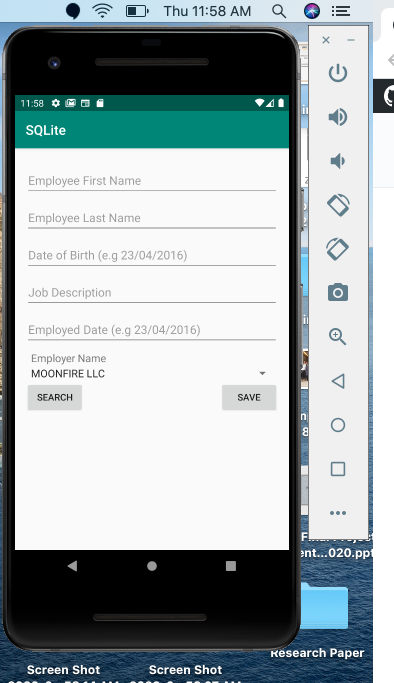 Thu 11:58 AM
11:58
SQLite
Employee First Name
Employee Last Name
Date of Birth (e.g 23/04/2016)
Job Description
Employed Date (e.g 23/04/2016)
Employer Name
MOONFIRE LLC
SEARCH SAVE
ent...020.ppt
Research Paper
Screen Shot Screen Shot